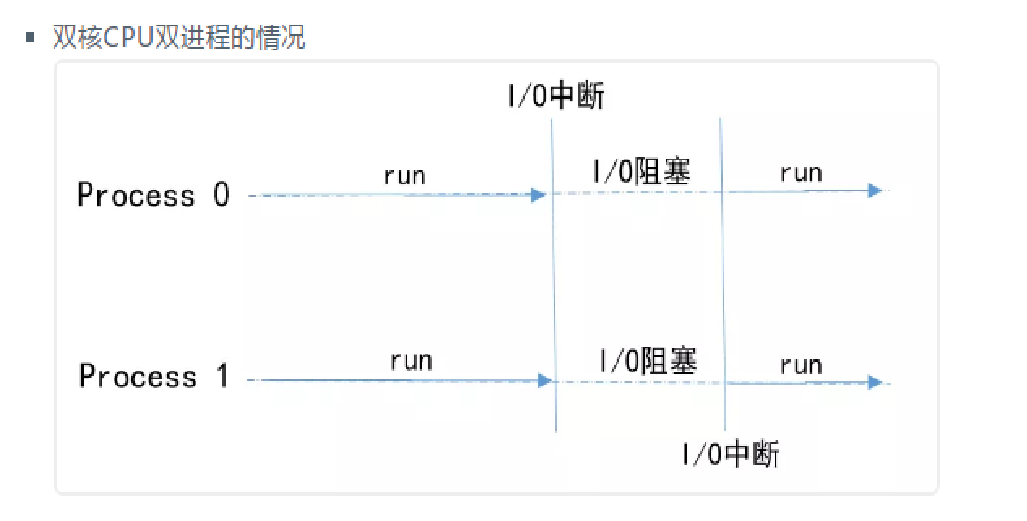 双核CPU双进程的情况
I/O中断
run I/O阻塞 run
Process 0
run I/O阻塞 run
Process 1
I/O中断